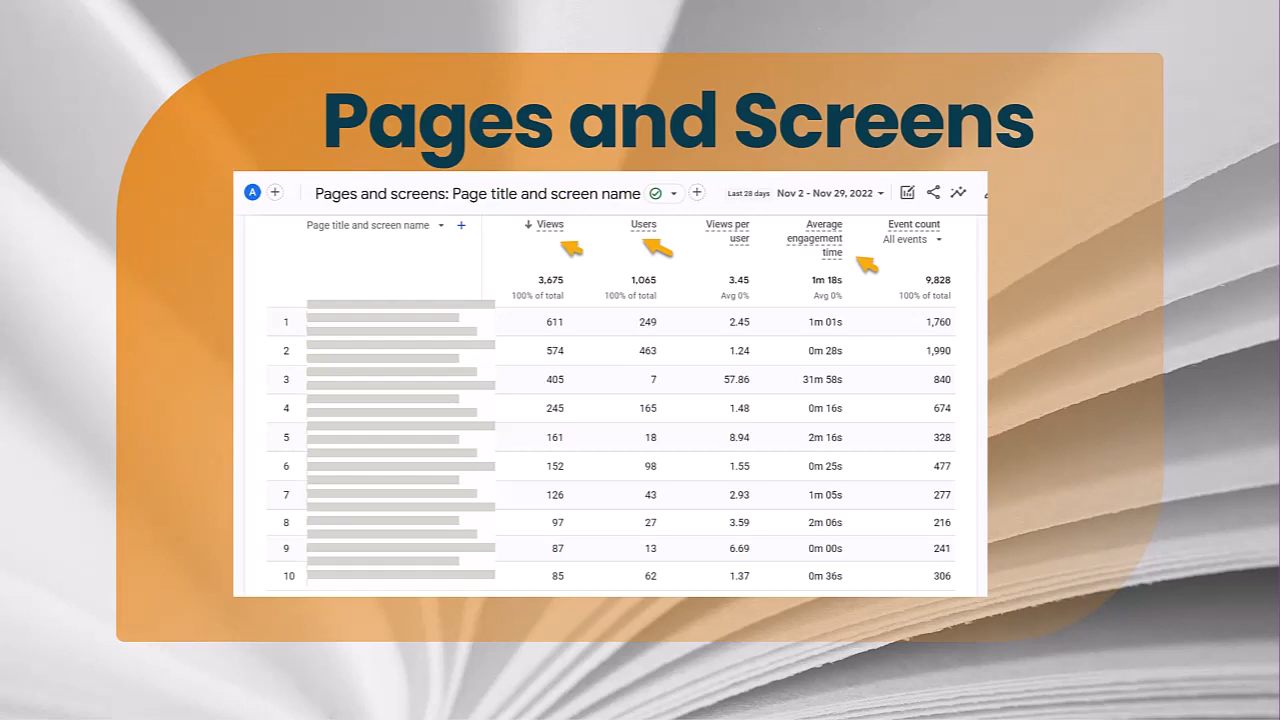 Pages and Screens
A + Pages and screens: Page title and screen name + Last 28 days Nov 2 - Nov 29, 2022
Page title and screen name + ↓ Views Users Views per user Average engagement time Event count All events
3,675 1,065 3.45 1m 18s 9,828
100% of total 100% of total Avg 0% Avg 0% 100% of total
1 611 249 2.45 1m 01s 1,760
2 574 463 1.24 0m 28s 1,990
3 405 7 57.86 31m 58s 840
4 245 165 1.48 0m 16s 674
5 161 18 8.94 2m 16s 328
6 152 98 1.55 0m 25s 477
7 126 43 2.93 1m 05s 277
8 97 27 3.59 2m 06s 216
9 87 13 6.69 0m 00s 241
10 85 62 1.37 0m 36s 306